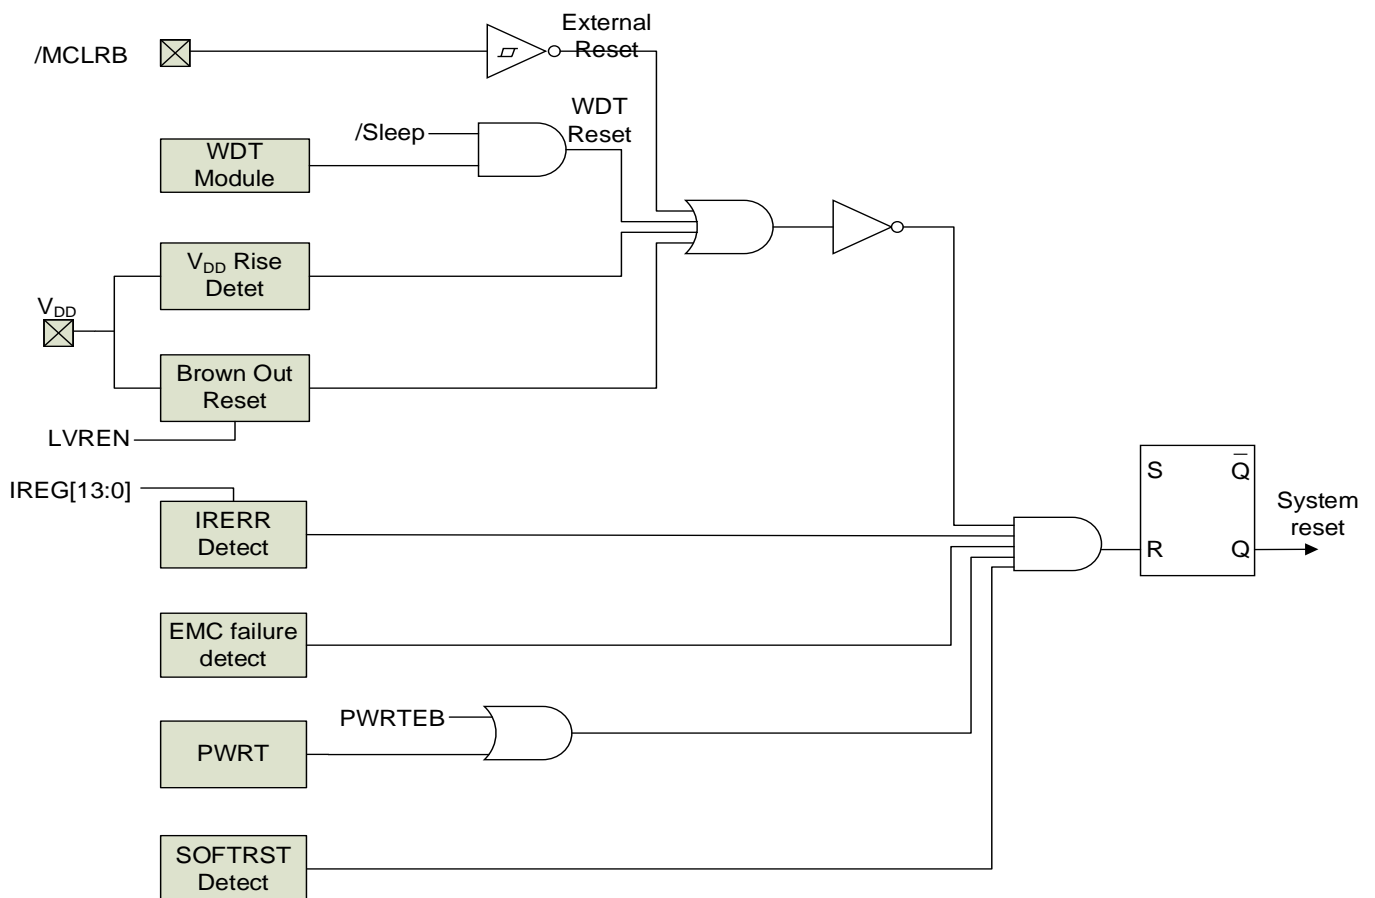 External
Reset
/MCLRB
WDT
Reset
/Sleep
WDT
Module
VDD Rise
Detet
VDD
Brown Out
Reset
LVREN
IREG[13:0]
IRERR
Detect
S
Q̅
System
reset
R
Q
EMC failure
detect
PWRTEB
PWRT
SOFTRST
Detect